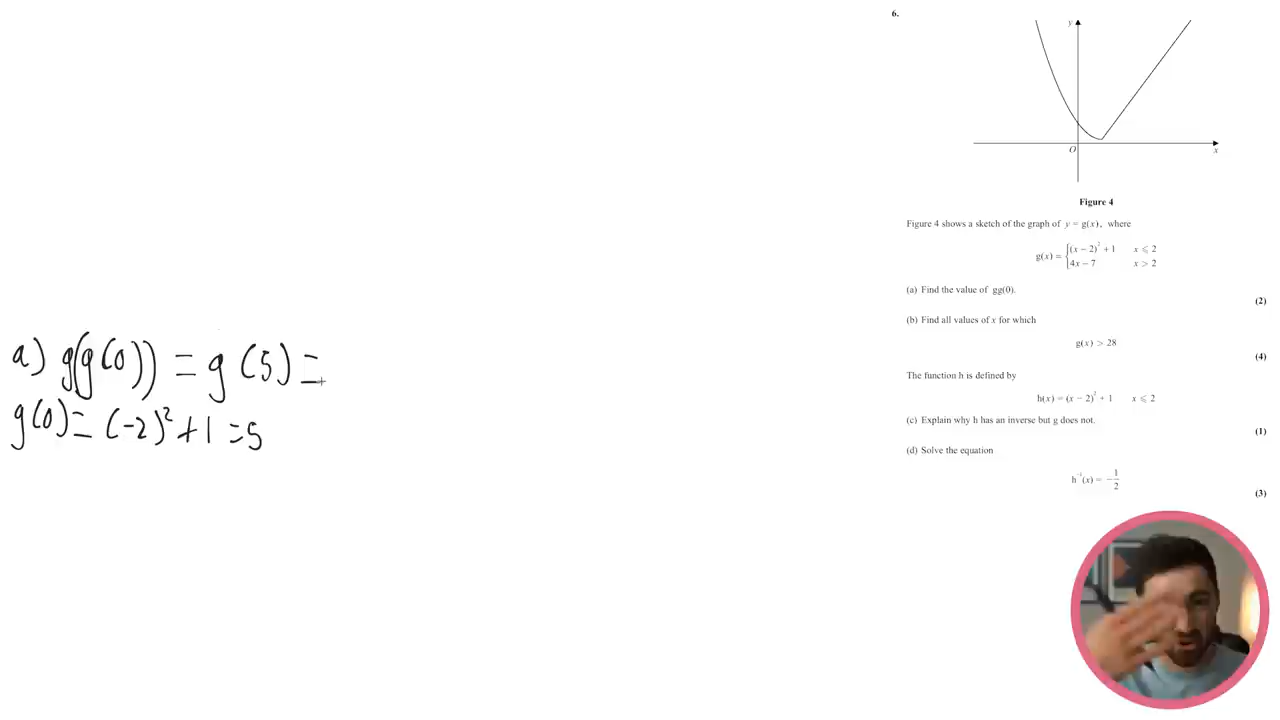 6.
y
O
x
Figure 4
Figure 4 shows a sketch of the graph of y = g(x), where
g(x) = { (x − 2)² + 1 x ⩽ 2
4x − 7 x > 2
(a) Find the value of gg(0).
(2)
(b) Find all values of x for which
g(x) > 28
(4)
The function h is defined by
h(x) = (x − 2)² + 1 x ⩽ 2
(c) Explain why h has an inverse but g does not.
(1)
(d) Solve the equation
h⁻¹(x) = −1/2
(3)
a) g(g(0)) = g(5) =
g(0) = (-2)² + 1 = 5